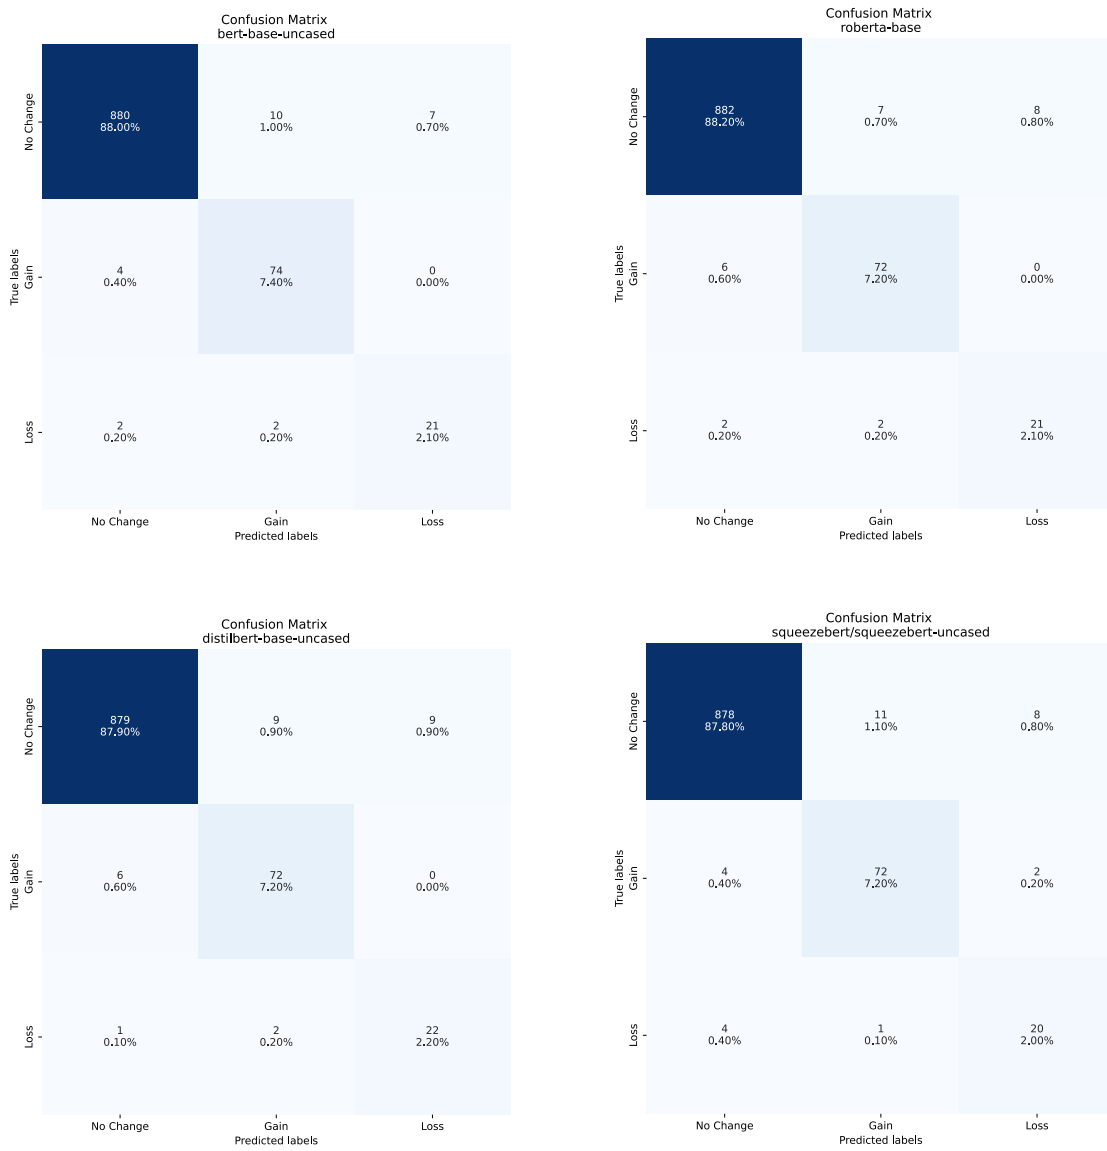 Confusion Matrix
bert-base-uncased
No Change
880
88.00%
10
1.00%
7
0.70%
True labels
Gain
4
0.40%
74
7.40%
0
0.00%
Loss
2
0.20%
2
0.20%
21
2.10%
No Change
Gain
Loss
Predicted labels
Confusion Matrix
roberta-base
No Change
882
88.20%
7
0.70%
8
0.80%
True labels
Gain
6
0.60%
72
7.20%
0
0.00%
Loss
2
0.20%
2
0.20%
21
2.10%
No Change
Gain
Loss
Predicted labels
Confusion Matrix
distilbert-base-uncased
No Change
879
87.90%
9
0.90%
9
0.90%
True labels
Gain
6
0.60%
72
7.20%
0
0.00%
Loss
1
0.10%
2
0.20%
22
2.20%
No Change
Gain
Loss
Predicted labels
Confusion Matrix
squeezebert/squeezebert-uncased
No Change
878
87.80%
11
1.10%
8
0.80%
True labels
Gain
4
0.40%
72
7.20%
2
0.20%
Loss
4
0.40%
1
0.10%
20
2.00%
No Change
Gain
Loss
Predicted labels